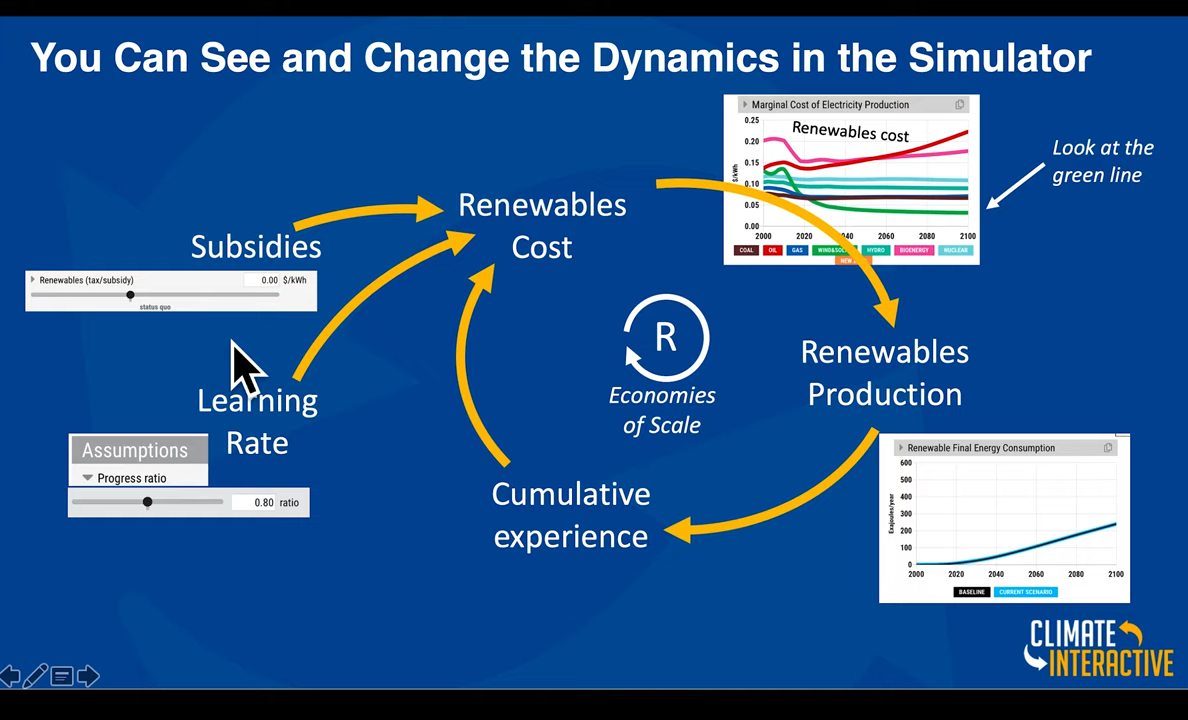 You Can See and Change the Dynamics in the Simulator
Marginal Cost of Electricity Production
Renewables cost
0.25
0.20
0.15
0.10
0.05
0.00
$/kWh
2000 2020 2040 2060 2080 2100
COAL OIL GAS WIND&SOL HYDRO BIOENERGY NUCLEAR
NEW
Look at the
green line
Renewables
Cost
Subsidies
Renewables (tax/subsidy) 0.00 $/kWh
status quo
R
Economies
of Scale
Renewables
Production
Learning
Rate
Assumptions
Progress ratio
0.80 ratio
Cumulative
experience
Renewable Final Energy Consumption
600
500
400
300
200
100
0
Exajoules/year
2000 2020 2040 2060 2080 2100
BASELINE CURRENT SCENARIO
CLIMATE
INTERACTIVE